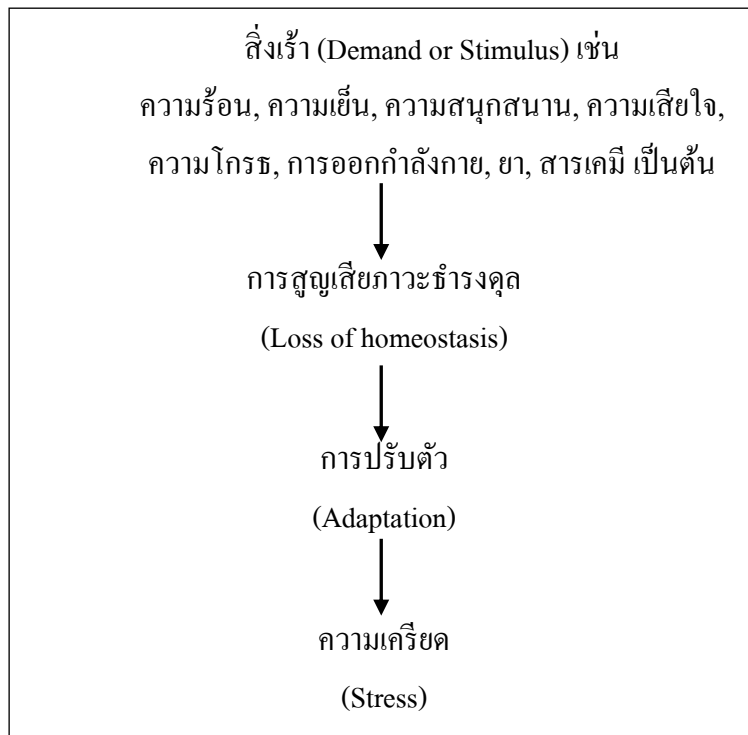 สิ่งเร้า (Demand or Stimulus) เช่น
ความร้อน, ความเย็น, ความสนุกสนาน, ความเสียใจ,
ความโกรธ, การออกกำลังกาย, ยา, สารเคมี เป็นต้น
การสูญเสียภาวะธำรงดุล
(Loss of homeostasis)
การปรับตัว
(Adaptation)
ความเครียด
(Stress)